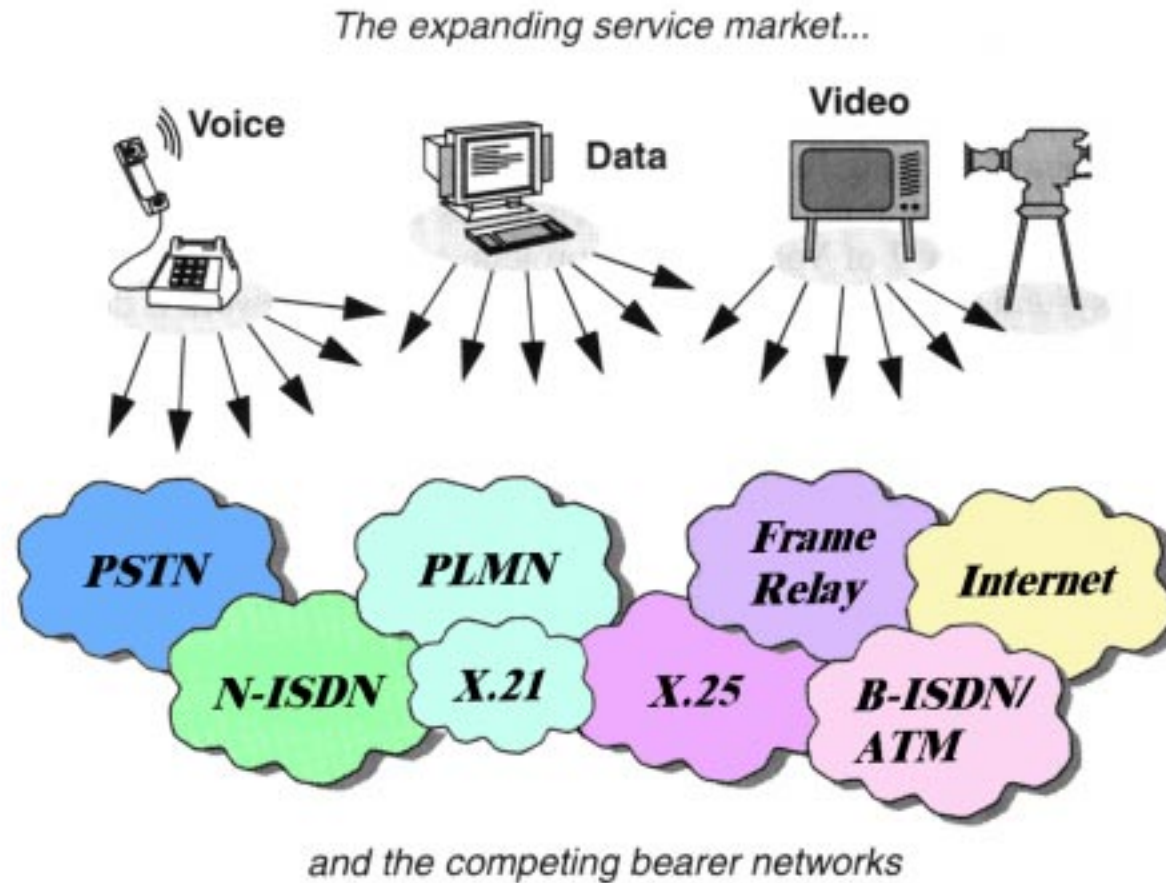 The expanding service market...
Voice
Data
Video
PSTN
PLMN
Frame
Relay
Internet
N-ISDN
X.21
X.25
B-ISDN/
ATM
and the competing bearer networks